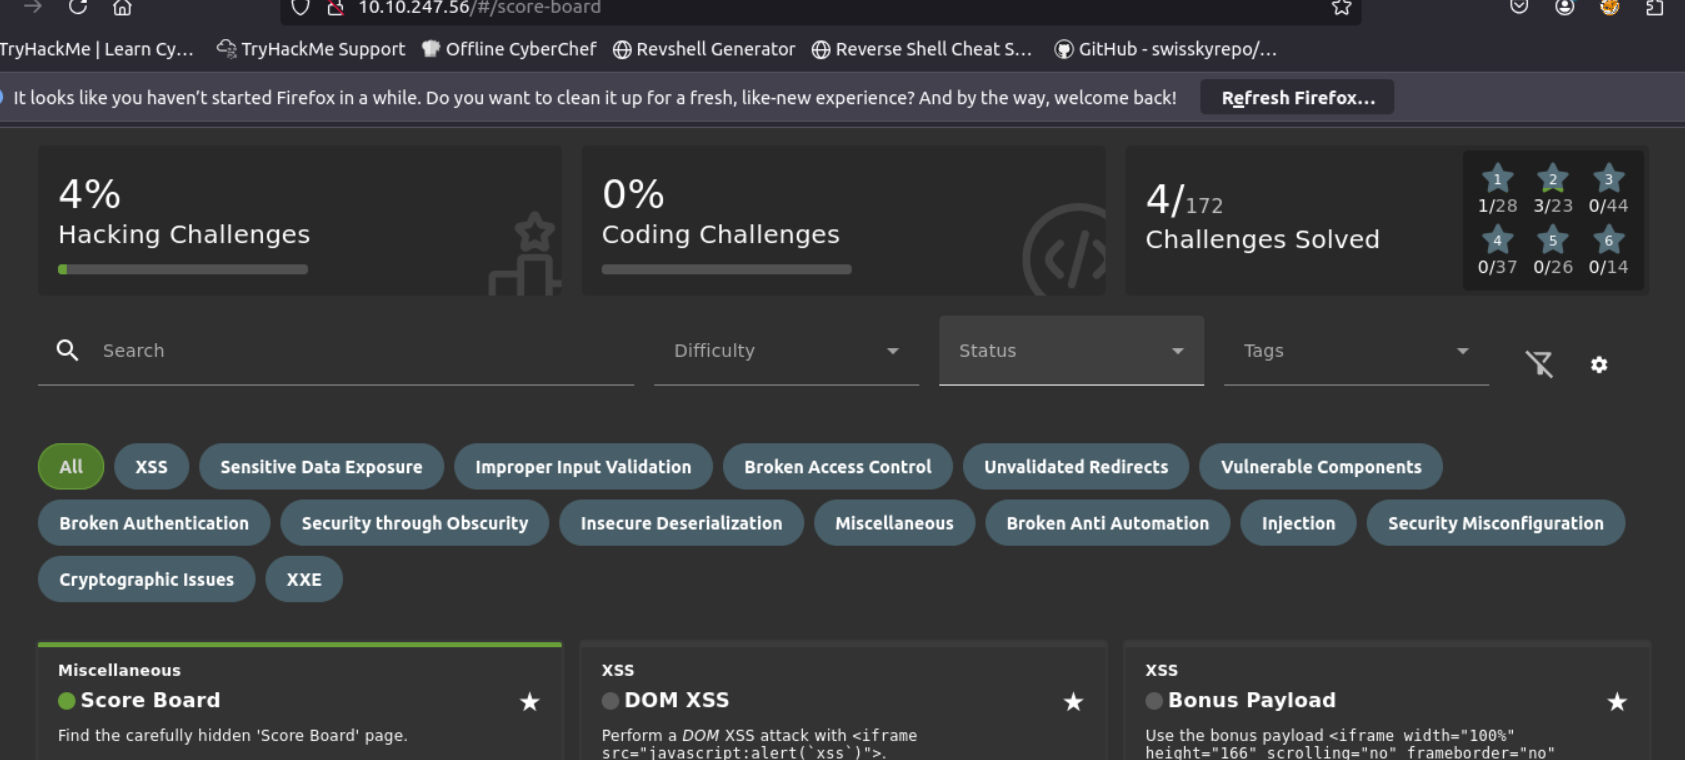 10.10.247.56/#/score-board
TryHackMe | Learn Cy... TryHackMe Support Offline CyberChef Revshell Generator Reverse Shell Cheat S... GitHub - swisskyrepo/...
It looks like you haven't started Firefox in a while. Do you want to clean it up for a fresh, like-new experience? And by the way, welcome back! Refresh Firefox...
4% 0% 4/172
Hacking Challenges Coding Challenges Challenges Solved
1 2 3
1/28 3/23 0/44
4 5 6
0/37 0/26 0/14
Search Difficulty Status Tags
All XSS Sensitive Data Exposure Improper Input Validation Broken Access Control Unvalidated Redirects Vulnerable Components
Broken Authentication Security through Obscurity Insecure Deserialization Miscellaneous Broken Anti Automation Injection Security Misconfiguration
Cryptographic Issues XXE
Miscellaneous
Score Board
Find the carefully hidden 'Score Board' page.
XSS
DOM XSS
Perform a DOM XSS attack with <iframe
src="javascript:alert(`xss`)">.
XSS
Bonus Payload
Use the bonus payload <iframe width="100%"
height="166" scrolling="no" frameborder="no"